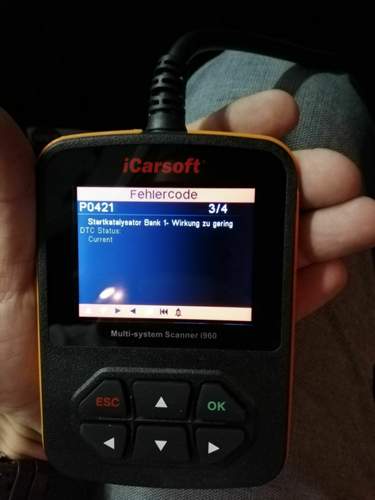 iCarsoft
Fehlercode
P0421 3/4
Startkatalysator Bank 1- Wirkung zu gering
DTC Status:
Current
Multi-system Scanner i960
ESC
OK